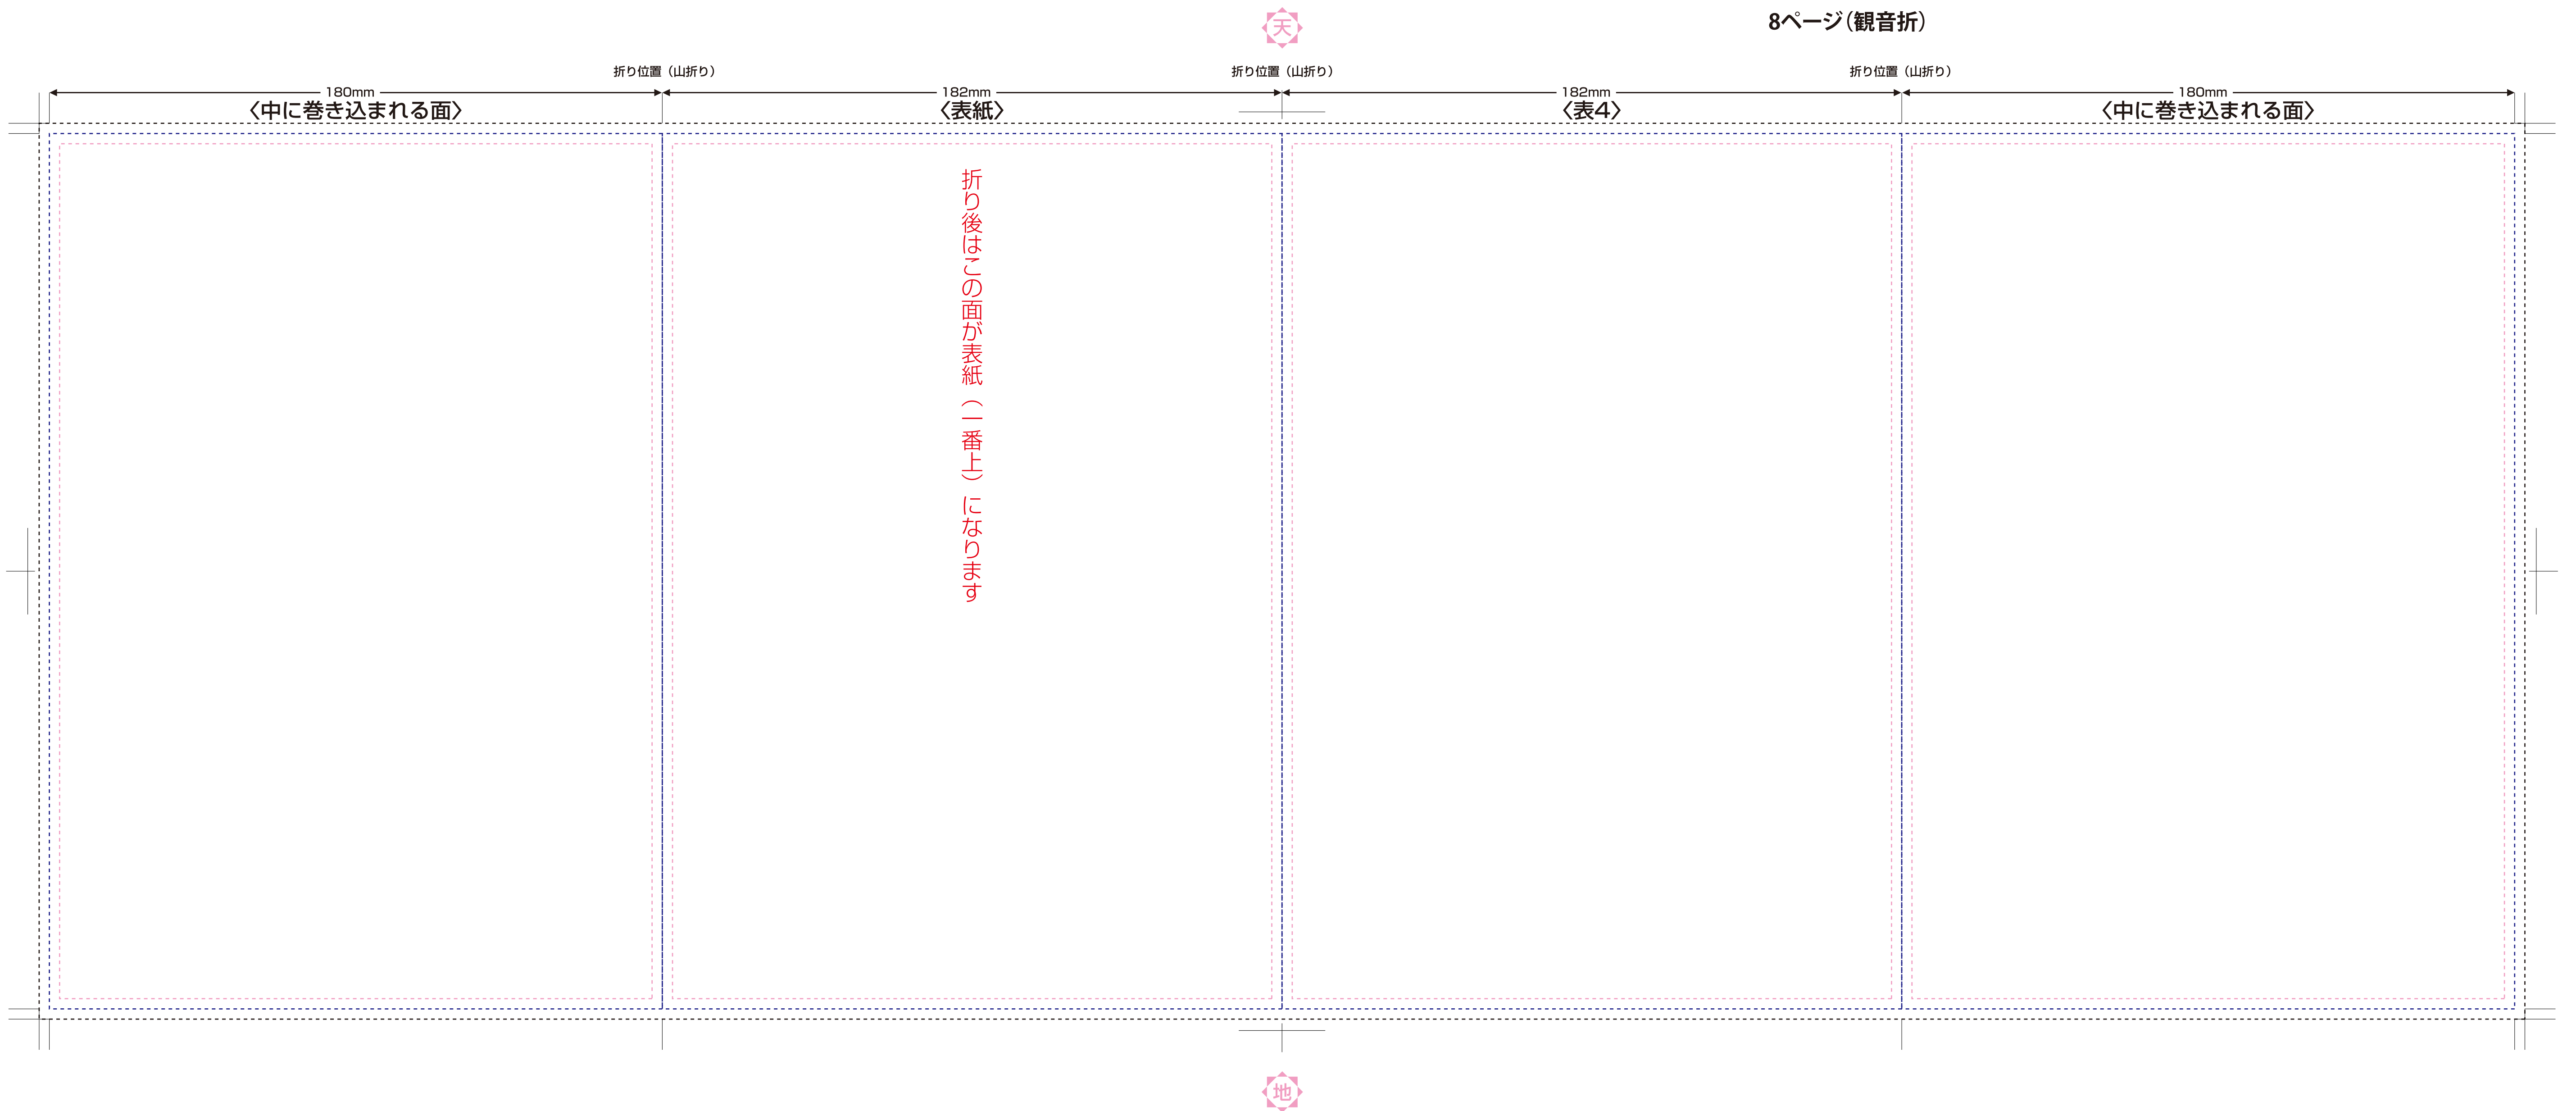 天
8ページ（観音折）
折り位置（山折り）
折り位置（山折り）
折り位置（山折り）
180mm
182mm
182mm
180mm
〈中に巻き込まれる面〉
〈表紙〉
〈表4〉
〈中に巻き込まれる面〉
折り後はこの面が表紙（一番上）になります
地